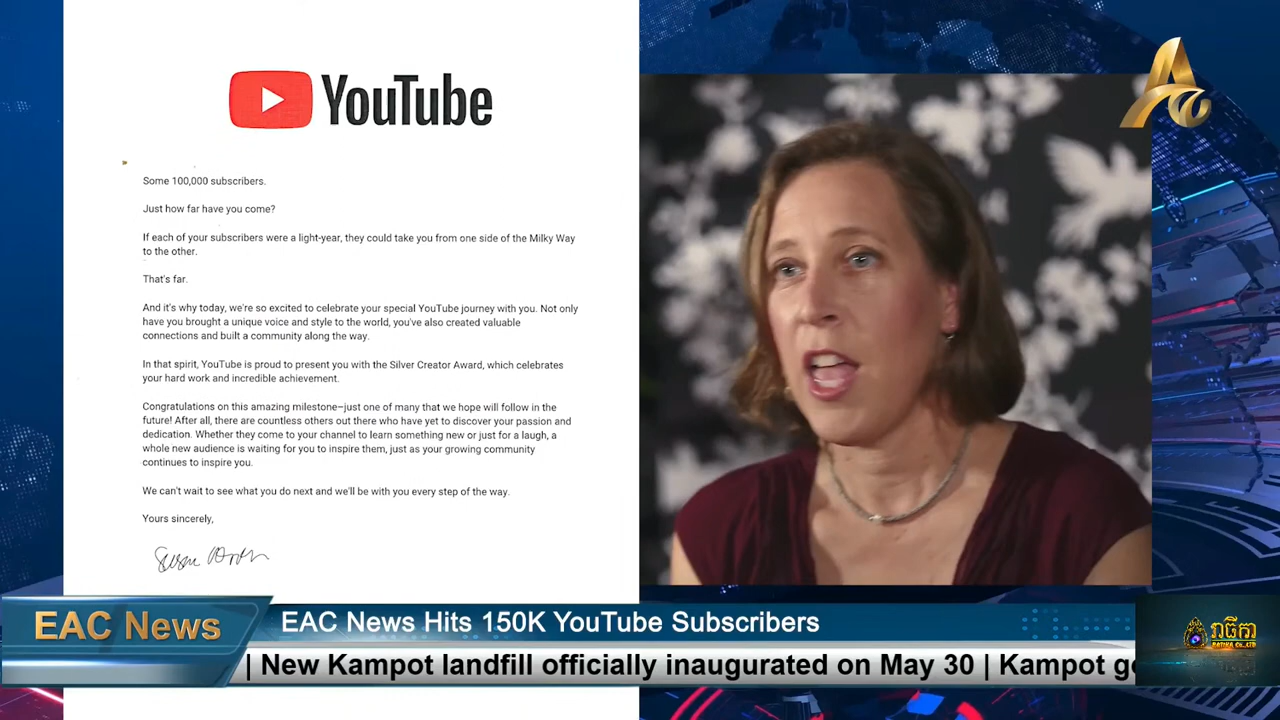 YouTube
Some 100,000 subscribers.
Just how far have you come?
If each of your subscribers were a light-year, they could take you from one side of the Milky Way
to the other.
That's far.
And it's why today, we're so excited to celebrate your special YouTube journey with you. Not only
have you brought a unique voice and style to the world, you've also created valuable
connections and built a community along the way.
In that spirit, YouTube is proud to present you with the Silver Creator Award, which celebrates
your hard work and incredible achievement.
Congratulations on this amazing milestone–just one of many that we hope will follow in the
future! After all, there are countless others out there who have yet to discover your passion and
dedication. Whether they come to your channel to learn something new or just for a laugh, a
whole new audience is waiting for you to inspire them, just as your growing community
continues to inspire you.
We can't wait to see what you do next and we'll be with you every step of the way.
Yours sincerely,
EAC News
EAC News Hits 150K YouTube Subscribers
| New Kampot landfill officially inaugurated on May 30 | Kampot go
រាធីកា
RATIKA Co.,LTD